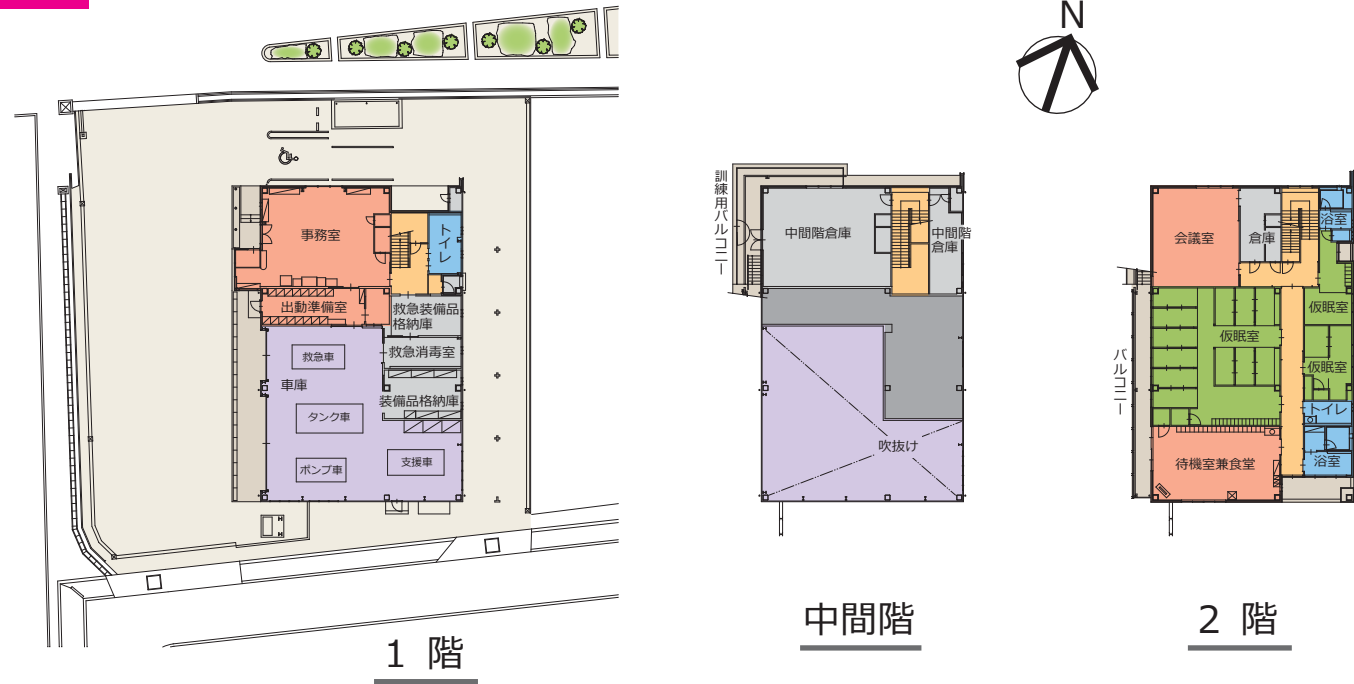 N
事務室
トイレ
出動準備室
救急装備品
格納庫
救急車
救急消毒室
車庫
装備品格納庫
タンク車
ポンプ車
支援車
1 階
訓練用バルコニー
中間階倉庫
中間階
倉庫
吹抜け
中間階
会議室
倉庫
浴室
仮眠室
仮眠室
仮眠室
バルコニー
トイレ
待機室兼食堂
浴室
2 階